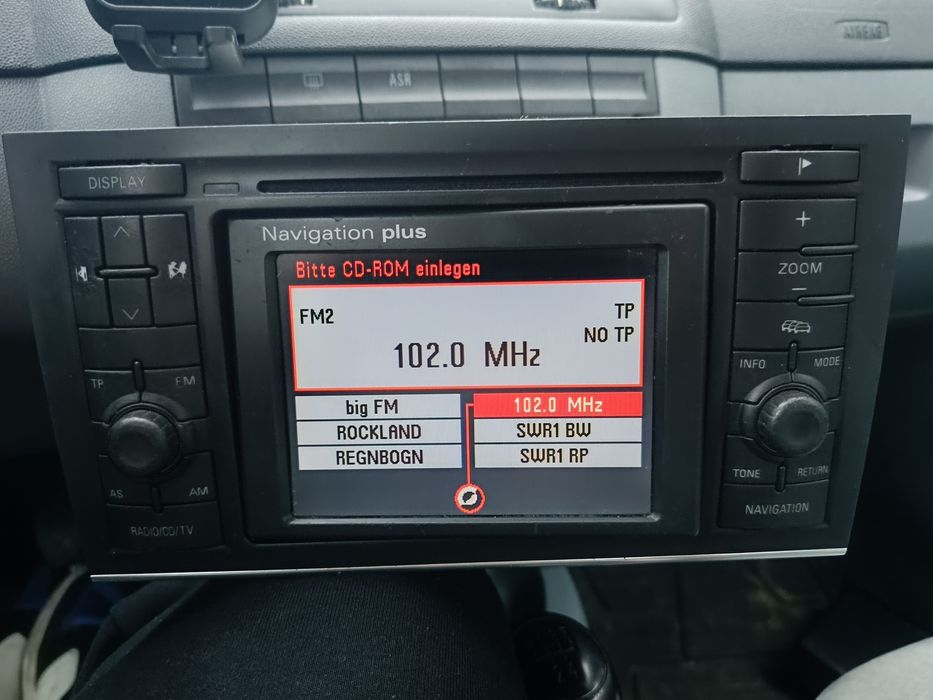 AIRBAG
ASR
DISPLAY
Navigation plus
Bitte CD-ROM einlegen
FM2
TP
NO TP
102.0 MHz
big FM
102.0 MHz
ROCKLAND
SWR1 BW
REGNBOGN
SWR1 RP
+
ZOOM
−
INFO
MODE
TP
FM
AS
AM
TONE
RETURN
RADIO/CD/TV
NAVIGATION